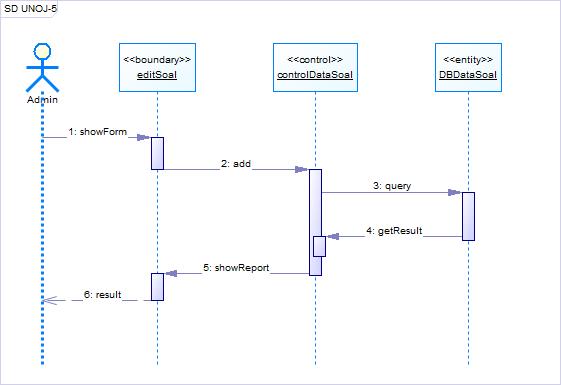 SD UNOJ-5
<<boundary>>
editSoal
<<control>>
controlDataSoal
<<entity>>
DBDataSoal
Admin
1: showForm
2: add
3: query
4: getResult
5: showReport
6: result